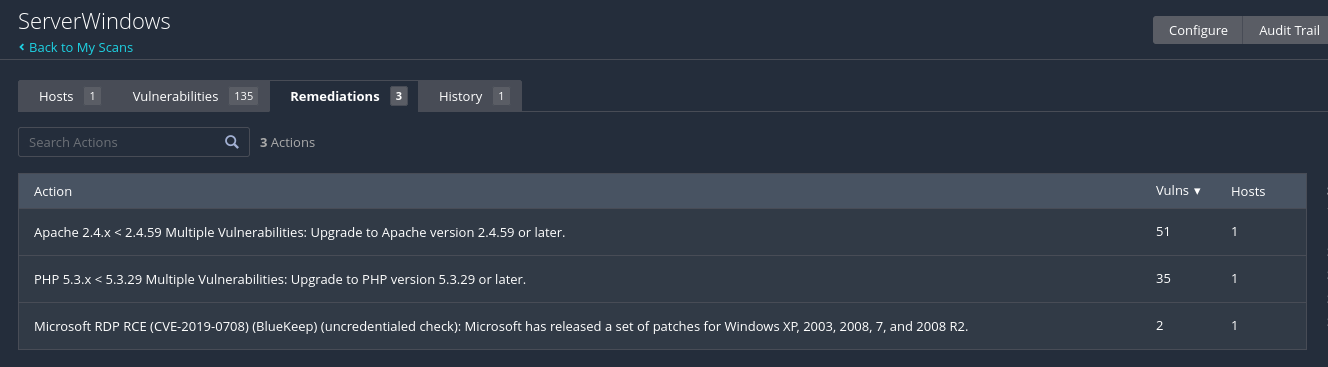 ServerWindows
Back to My Scans
Configure Audit Trail
Hosts 1 Vulnerabilities 135 Remediations 3 History 1
Search Actions 3 Actions
Action Vulns ▼ Hosts
Apache 2.4.x < 2.4.59 Multiple Vulnerabilities: Upgrade to Apache version 2.4.59 or later. 51 1
PHP 5.3.x < 5.3.29 Multiple Vulnerabilities: Upgrade to PHP version 5.3.29 or later. 35 1
Microsoft RDP RCE (CVE-2019-0708) (BlueKeep) (uncredentialed check): Microsoft has released a set of patches for Windows XP, 2003, 2008, 7, and 2008 R2. 2 1